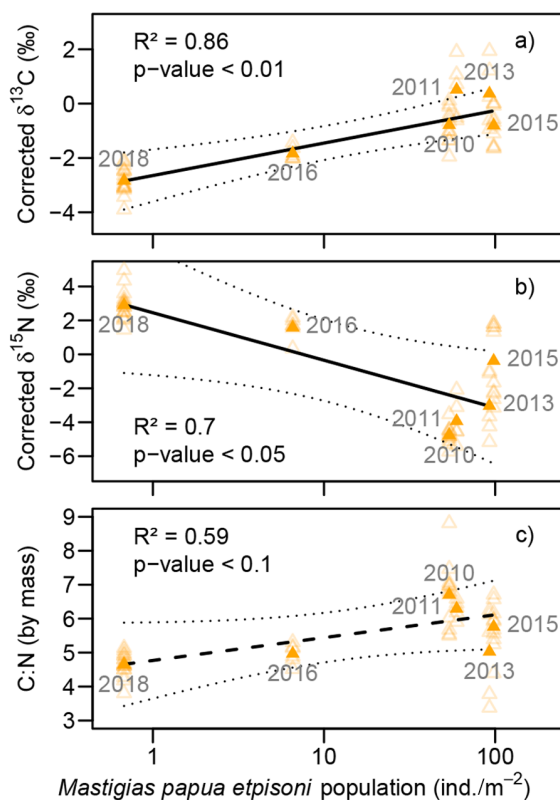 a)
R² = 0.86
p−value < 0.01
2011
2013
2018
2016
2010
2015
2
0
−2
−4
Corrected δ¹³C (‰)
b)
2018
2016
2015
2011
2013
2010
R² = 0.7
p−value < 0.05
4
2
0
−2
−4
−6
Corrected δ¹⁵N (‰)
c)
R² = 0.59
p−value < 0.1
2010
2011
2015
2018
2016
2013
9
8
7
6
5
4
3
C:N (by mass)
1 10 100
Mastigias papua etpisoni population (ind./m⁻²)